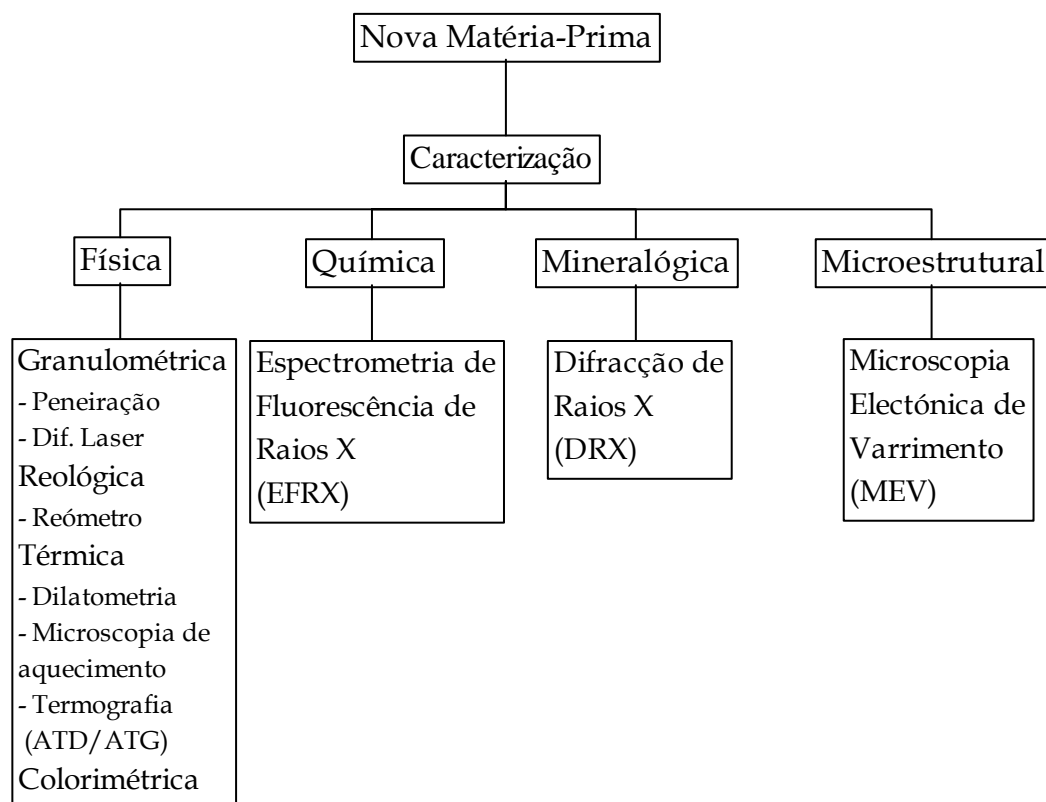 Nova Matéria-Prima
Caracterização
Física
Química
Mineralógica
Microestrutural
Granulométrica
- Peneiração
- Dif. Laser
Reológica
- Reómetro
Térmica
- Dilatometria
- Microscopia de
aquecimento
- Termografia
(ATD/ATG)
Colorimétrica
Espectrometria de
Fluorescência de
Raios X
(EFRX)
Difracção de
Raios X
(DRX)
Microscopia
Electónica de
Varrimento
(MEV)